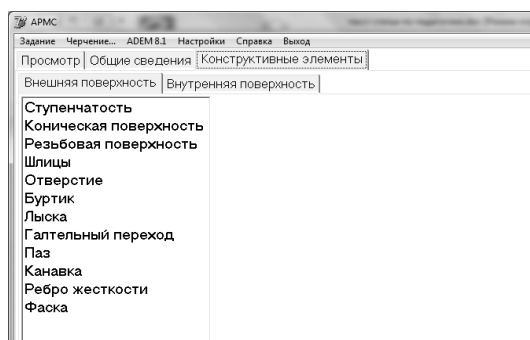 АРМС
Задание Черчение... ADEM 8.1 Настройки Справка Выход
Просмотр Общие сведения Конструктивные элементы
Внешняя поверхность Внутренняя поверхность
Ступенчатость
Коническая поверхность
Резьбовая поверхность
Шлицы
Отверстие
Буртик
Лыска
Галтельный переход
Паз
Канавка
Ребро жесткости
Фаска